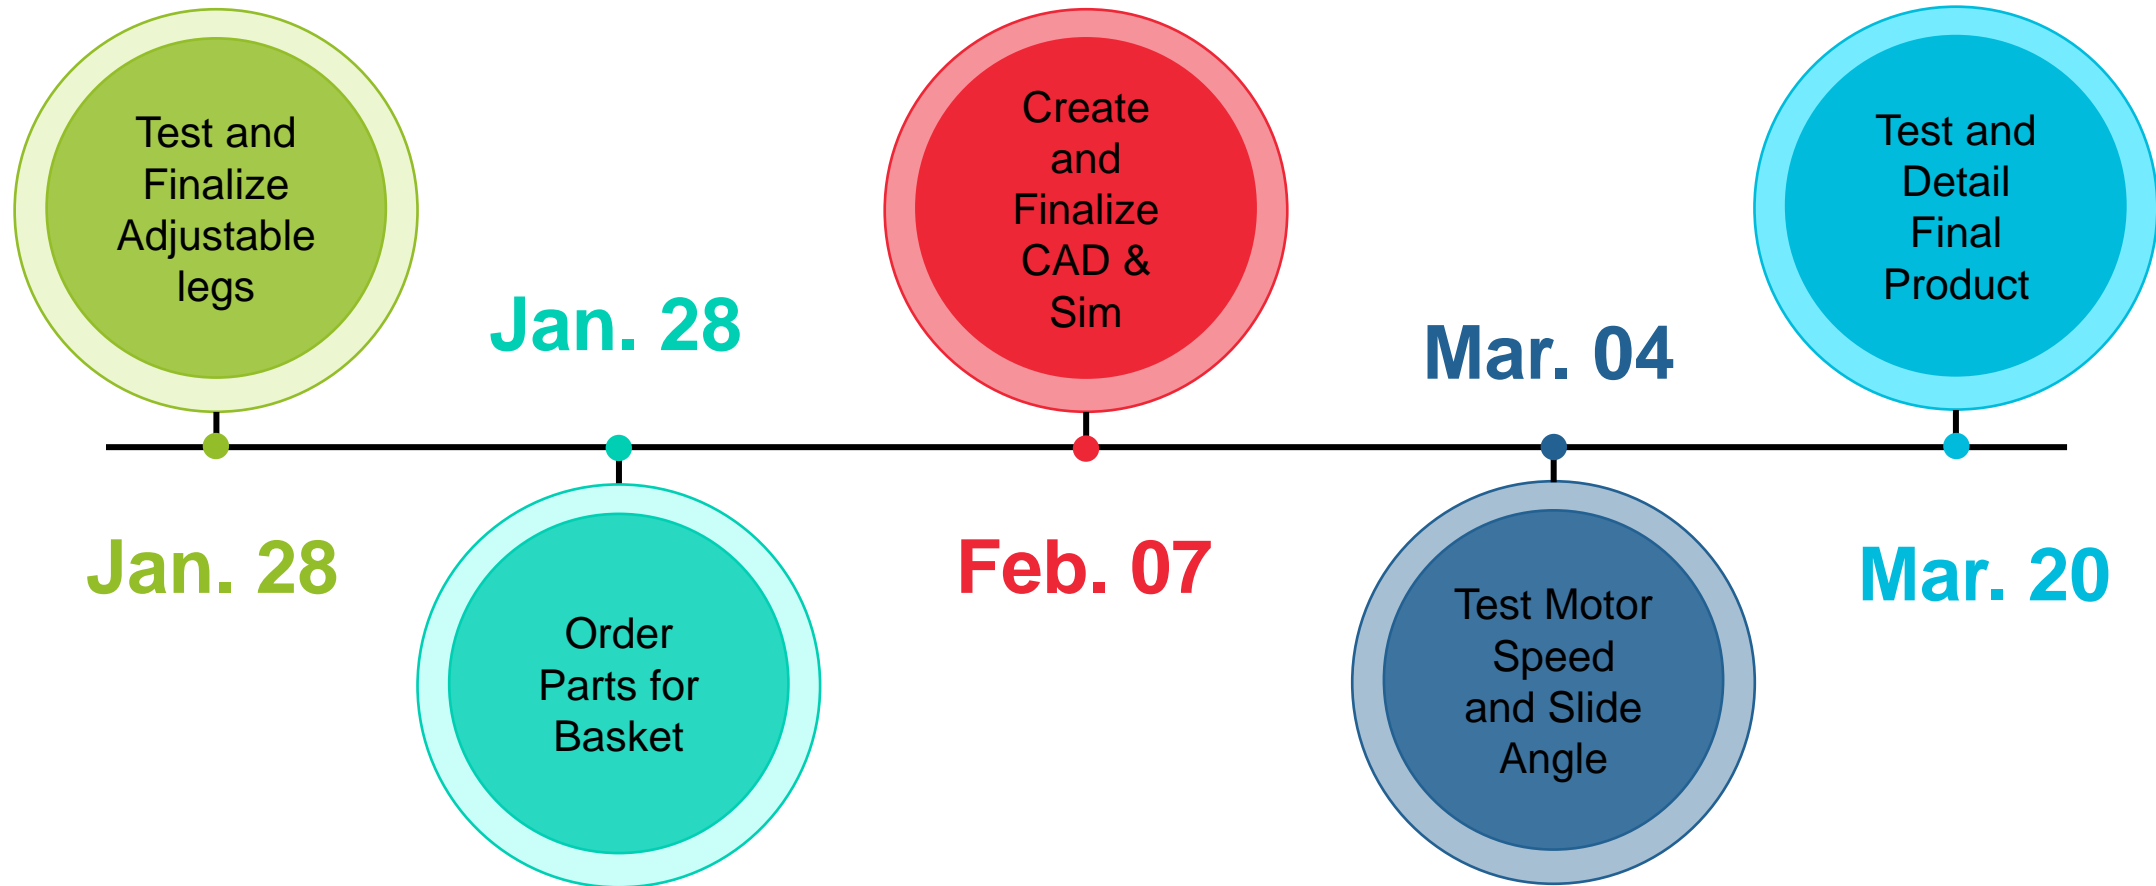 Test and
Finalize
Adjustable
legs
Jan. 28
Jan. 28
Order
Parts for
Basket
Create
and
Finalize
CAD &
Sim
Feb. 07
Mar. 04
Test Motor
Speed
and Slide
Angle
Test and
Detail
Final
Product
Mar. 20